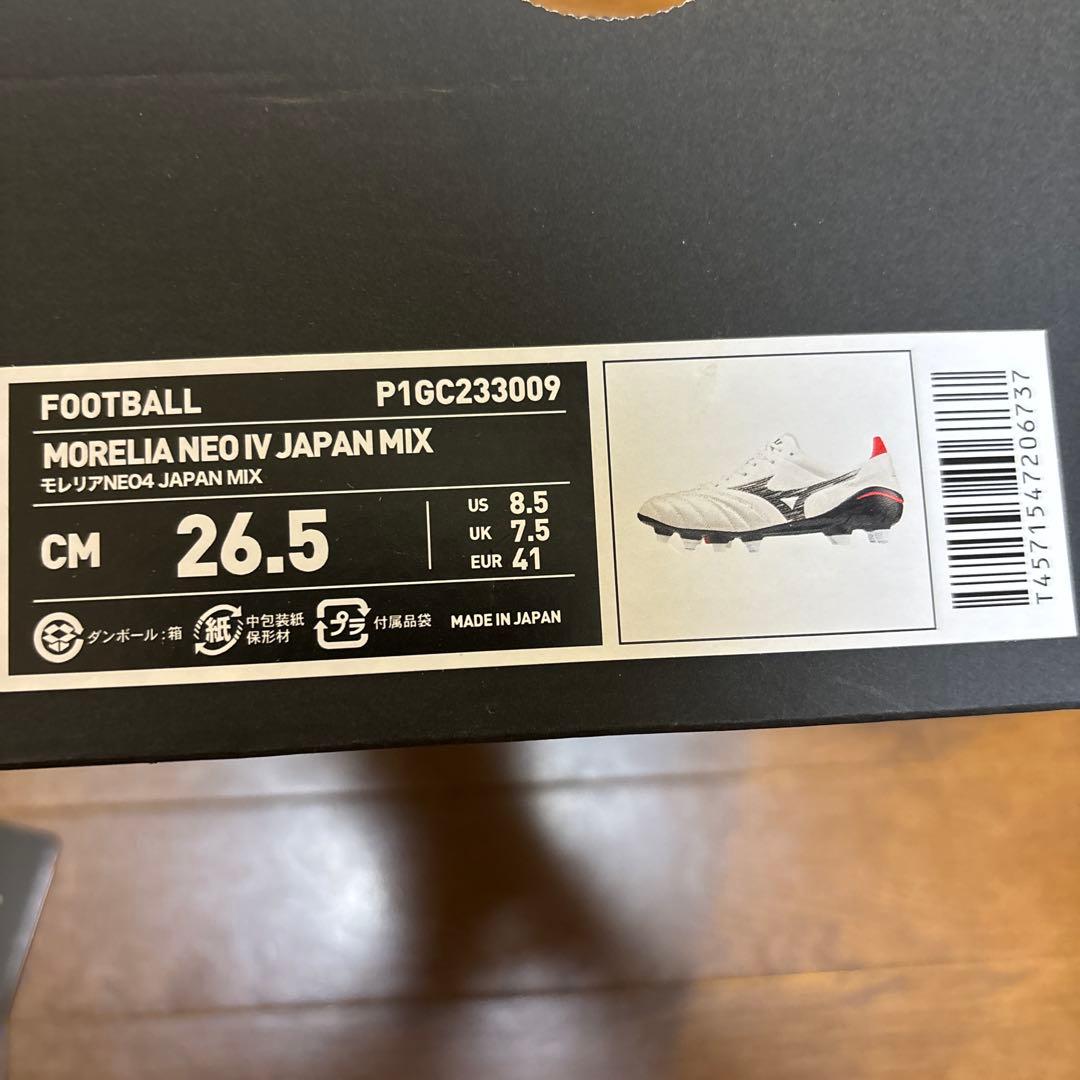 FOOTBALL P1GC233009
MORELIA NEO IV JAPAN MIX
モレリアNEO4 JAPAN MIX
CM 26.5
US 8.5
UK 7.5
EUR 41
ダンボール:箱
紙 中包装紙
保形材
プラ 付属品袋
MADE IN JAPAN
T4571547206737